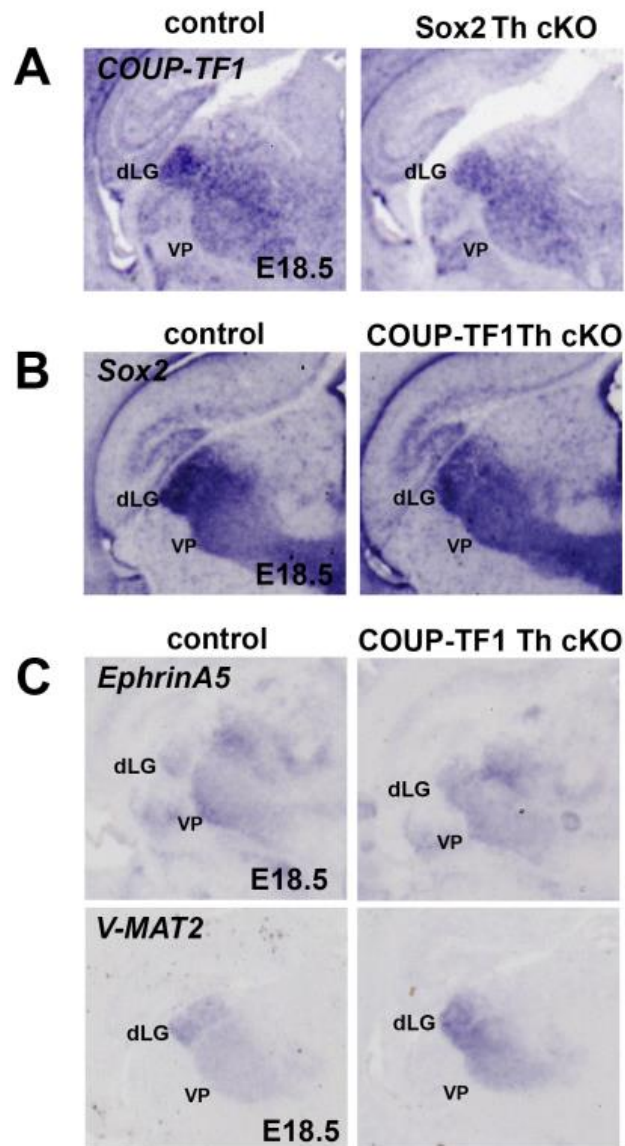 control
Sox2 Th cKO
A
COUP-TF1
dLG
VP
E18.5
dLG
VP
control
COUP-TF1Th cKO
B
Sox2
dLG
VP
E18.5
dLG
VP
control
COUP-TF1 Th cKO
C
EphrinA5
dLG
VP
E18.5
dLG
VP
V-MAT2
dLG
VP
E18.5
dLG
VP